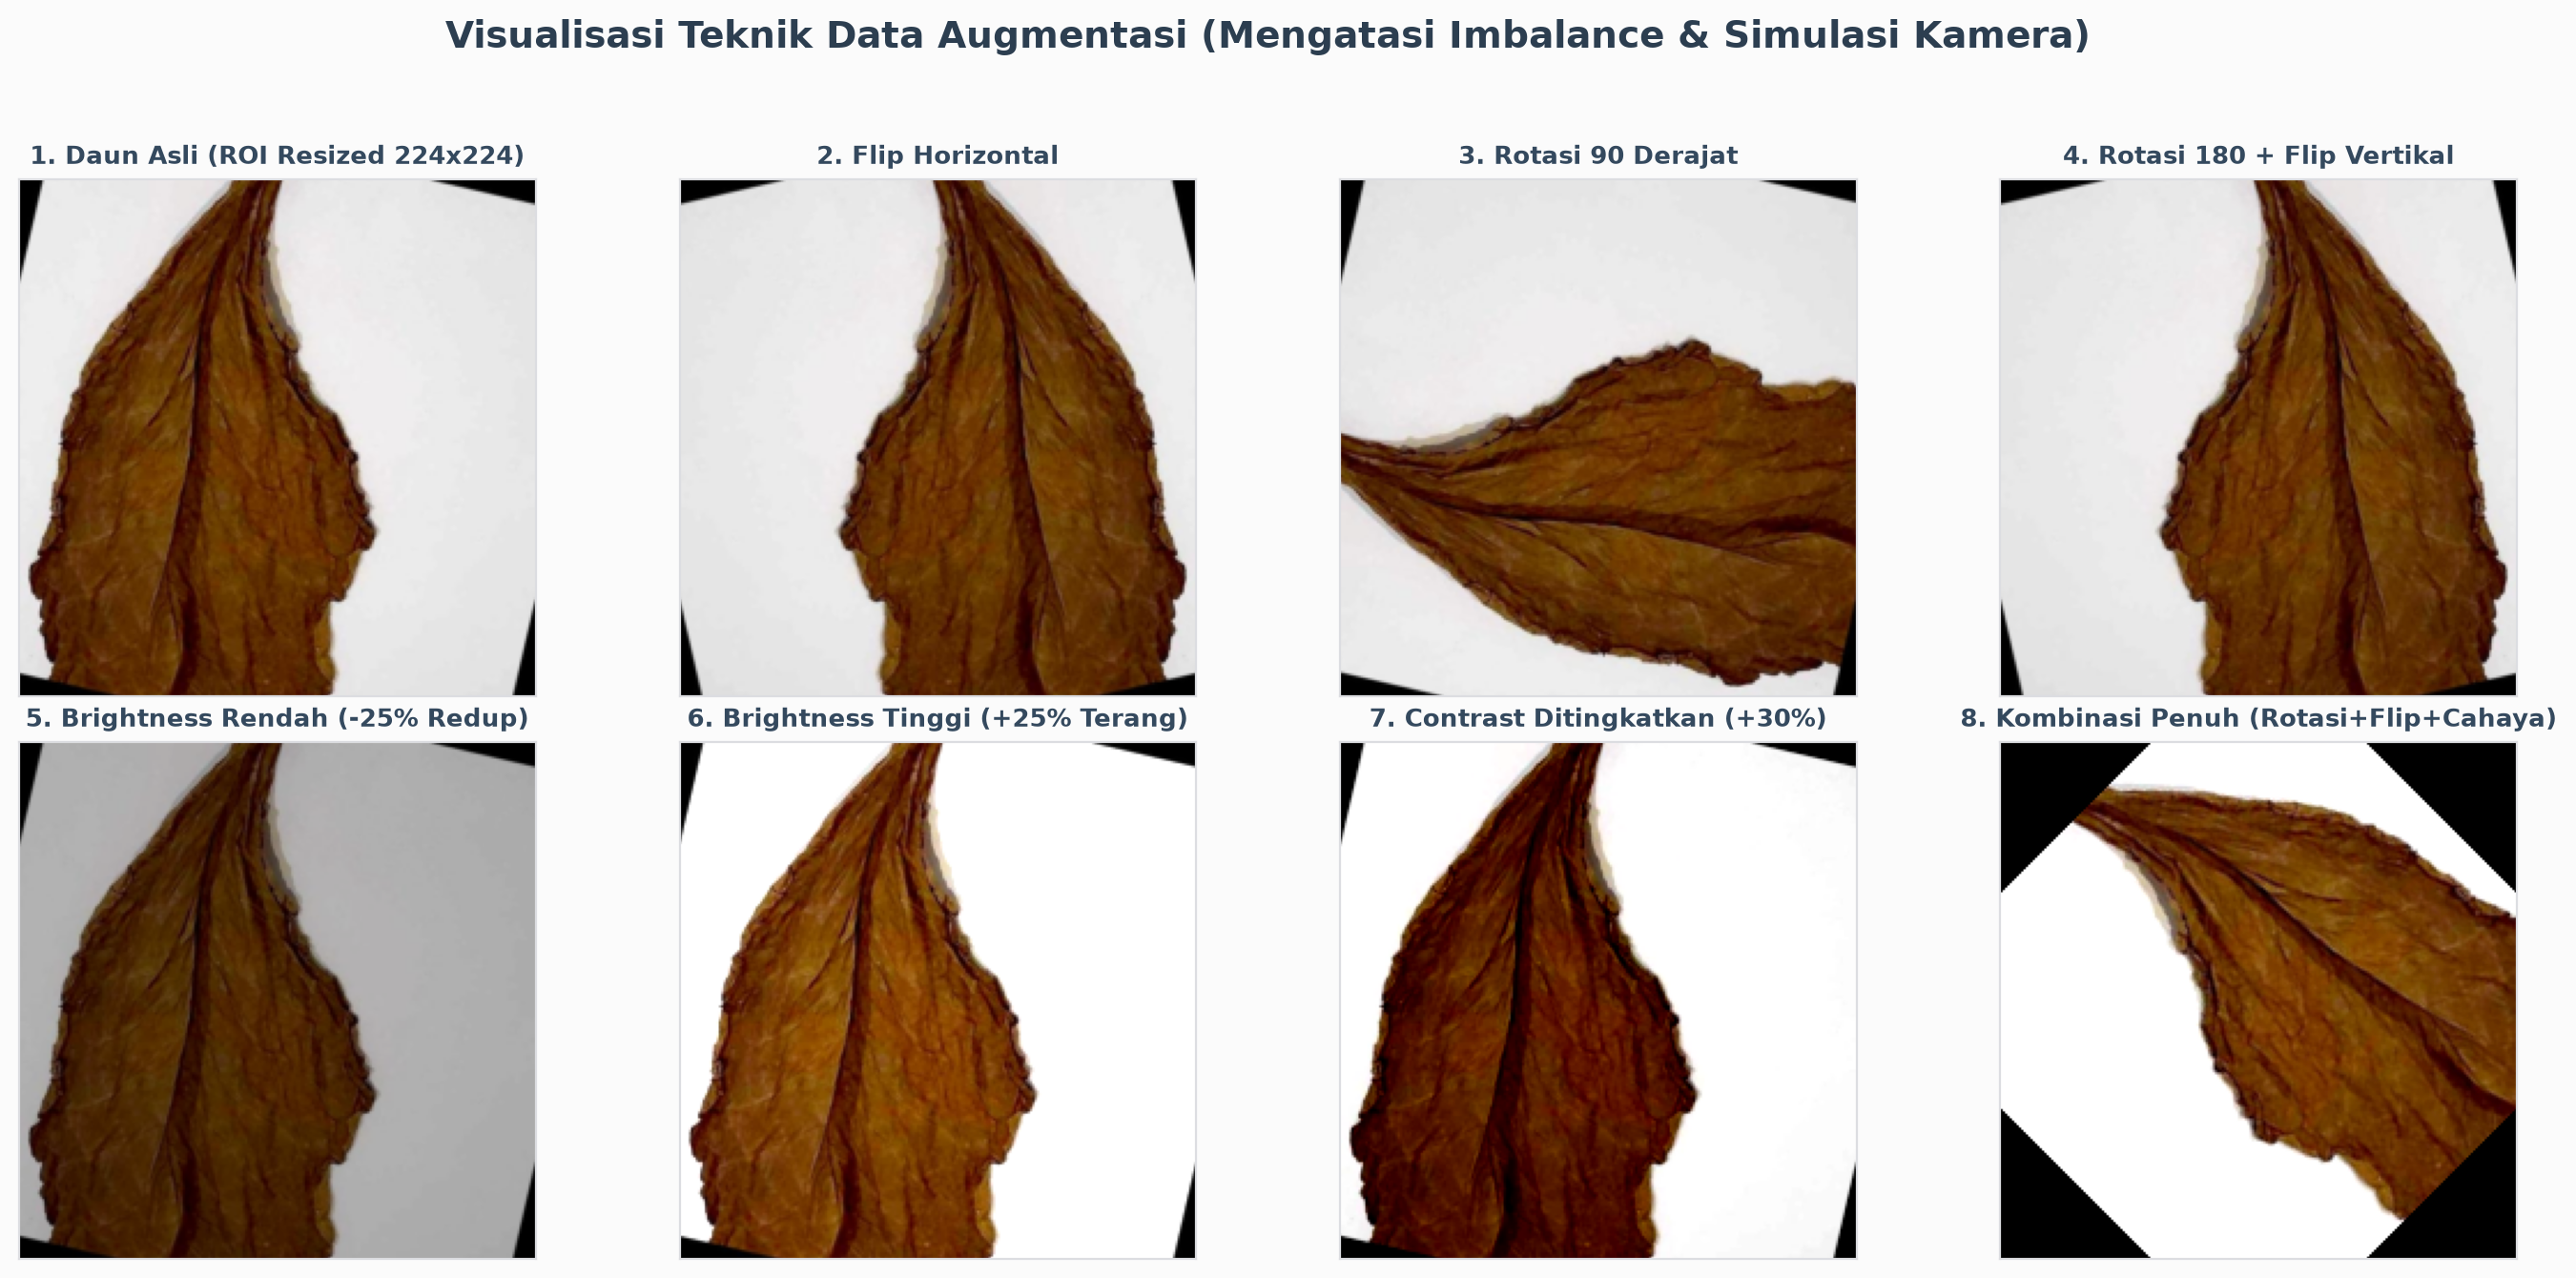 Visualisasi Teknik Data Augmentasi (Mengatasi Imbalance & Simulasi Kamera)
1. Daun Asli (ROI Resized 224x224)
2. Flip Horizontal
3. Rotasi 90 Derajat
4. Rotasi 180 + Flip Vertikal
5. Brightness Rendah (-25% Redup)
6. Brightness Tinggi (+25% Terang)
7. Contrast Ditingkatkan (+30%)
8. Kombinasi Penuh (Rotasi+Flip+Cahaya)